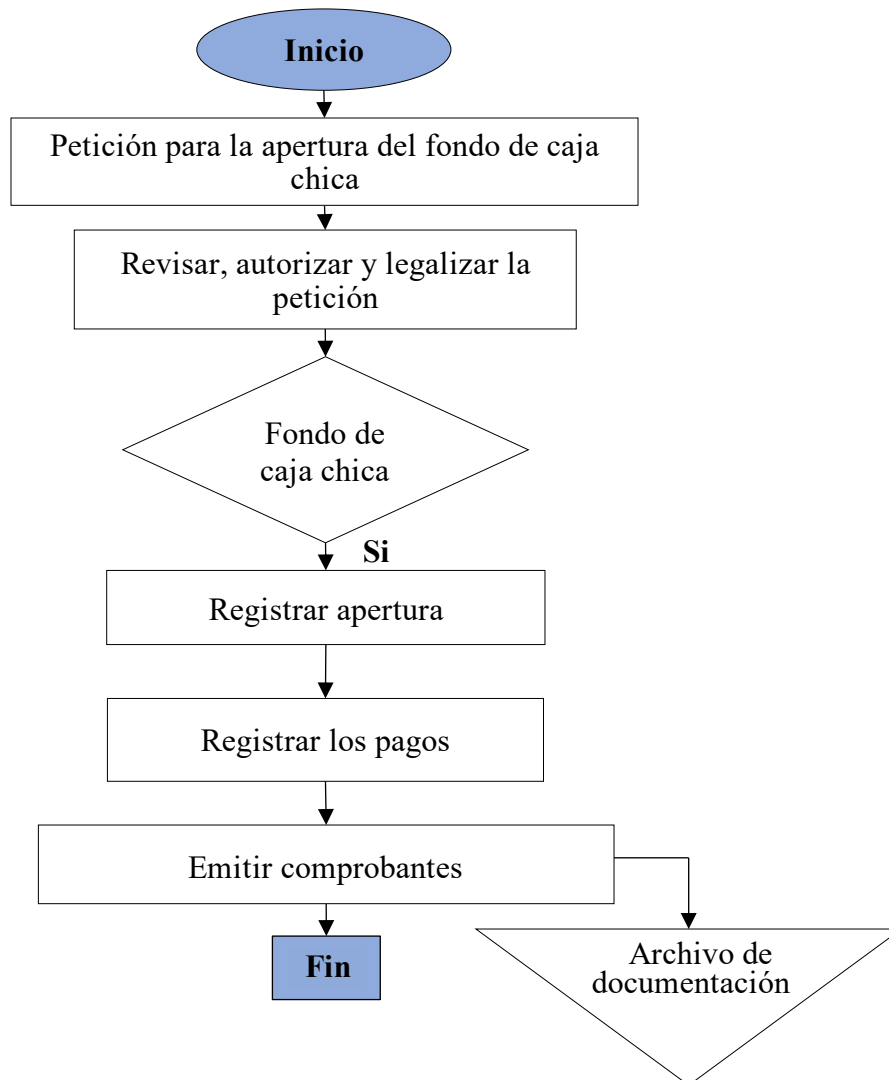 Inicio
Petición para la apertura del fondo de caja
chica
Revisar, autorizar y legalizar la
petición
Fondo de
caja chica
Si
Registrar apertura
Registrar los pagos
Emitir comprobantes
Fin
Archivo de
documentación